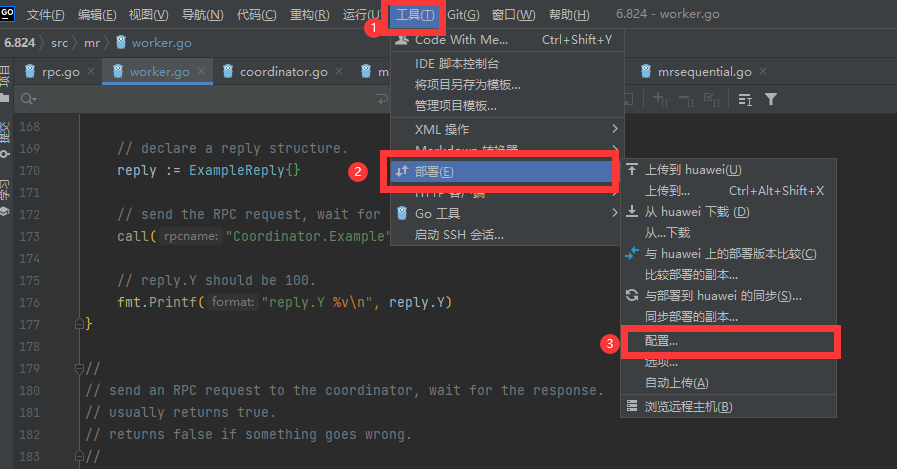 GO 文件(F) 编辑(E) 视图(V) 导航(N) 代码(C) 重构(R) 运行(U) 工具(T) Git(G) 窗口(W) 帮助(H) 6.824 - worker.go
1
6.824 src mr worker.go
Code With Me... Ctrl+Shift+Y
项目 rpc.go worker.go coordinator.go m mrsequential.go
IDE 脚本控制台
将项目另存为模板...
管理项目模板...
168
XML 操作
提交
169 // declare a reply structure.
Markdown 转换器
170 reply := ExampleReply{}
2 部署(E)
上传到 huawei(U)
171
学习
HTTP 客户端
上传到... Ctrl+Alt+Shift+X
172 // send the RPC request, wait for
Go 工具
从 huawei 下载 (D)
173 call( rpcname: "Coordinator.Example"
启动 SSH 会话...
从...下载
174
与 huawei 上的部署版本比较(C)
175 // reply.Y should be 100.
比较部署的副本...
176 fmt.Printf( format: "reply.Y %v\n", reply.Y)
与部署到 huawei 的同步(S)...
177 }
同步部署的副本...
178
3 配置...
179 //
选项...
180 // send an RPC request to the coordinator, wait for the response.
自动上传(A)
181 // usually returns true.
浏览远程主机(B)
182 // returns false if something goes wrong.
183 //